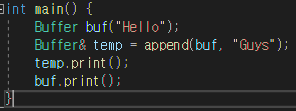 int main() {
    Buffer buf("Hello");
    Buffer& temp = append(buf, "Guys");
    temp.print();
    buf.print();
}